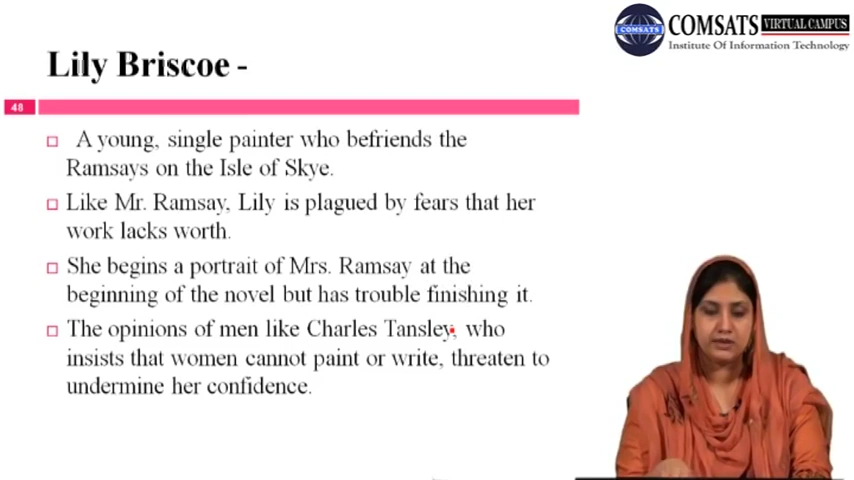 COMSATS
COMSATS VIRTUAL CAMPUS
Institute Of Information Technology
Lily Briscoe -
48
A young, single painter who befriends the
Ramsays on the Isle of Skye.
Like Mr. Ramsay, Lily is plagued by fears that her
work lacks worth.
She begins a portrait of Mrs. Ramsay at the
beginning of the novel but has trouble finishing it.
The opinions of men like Charles Tansley, who
insists that women cannot paint or write, threaten to
undermine her confidence.